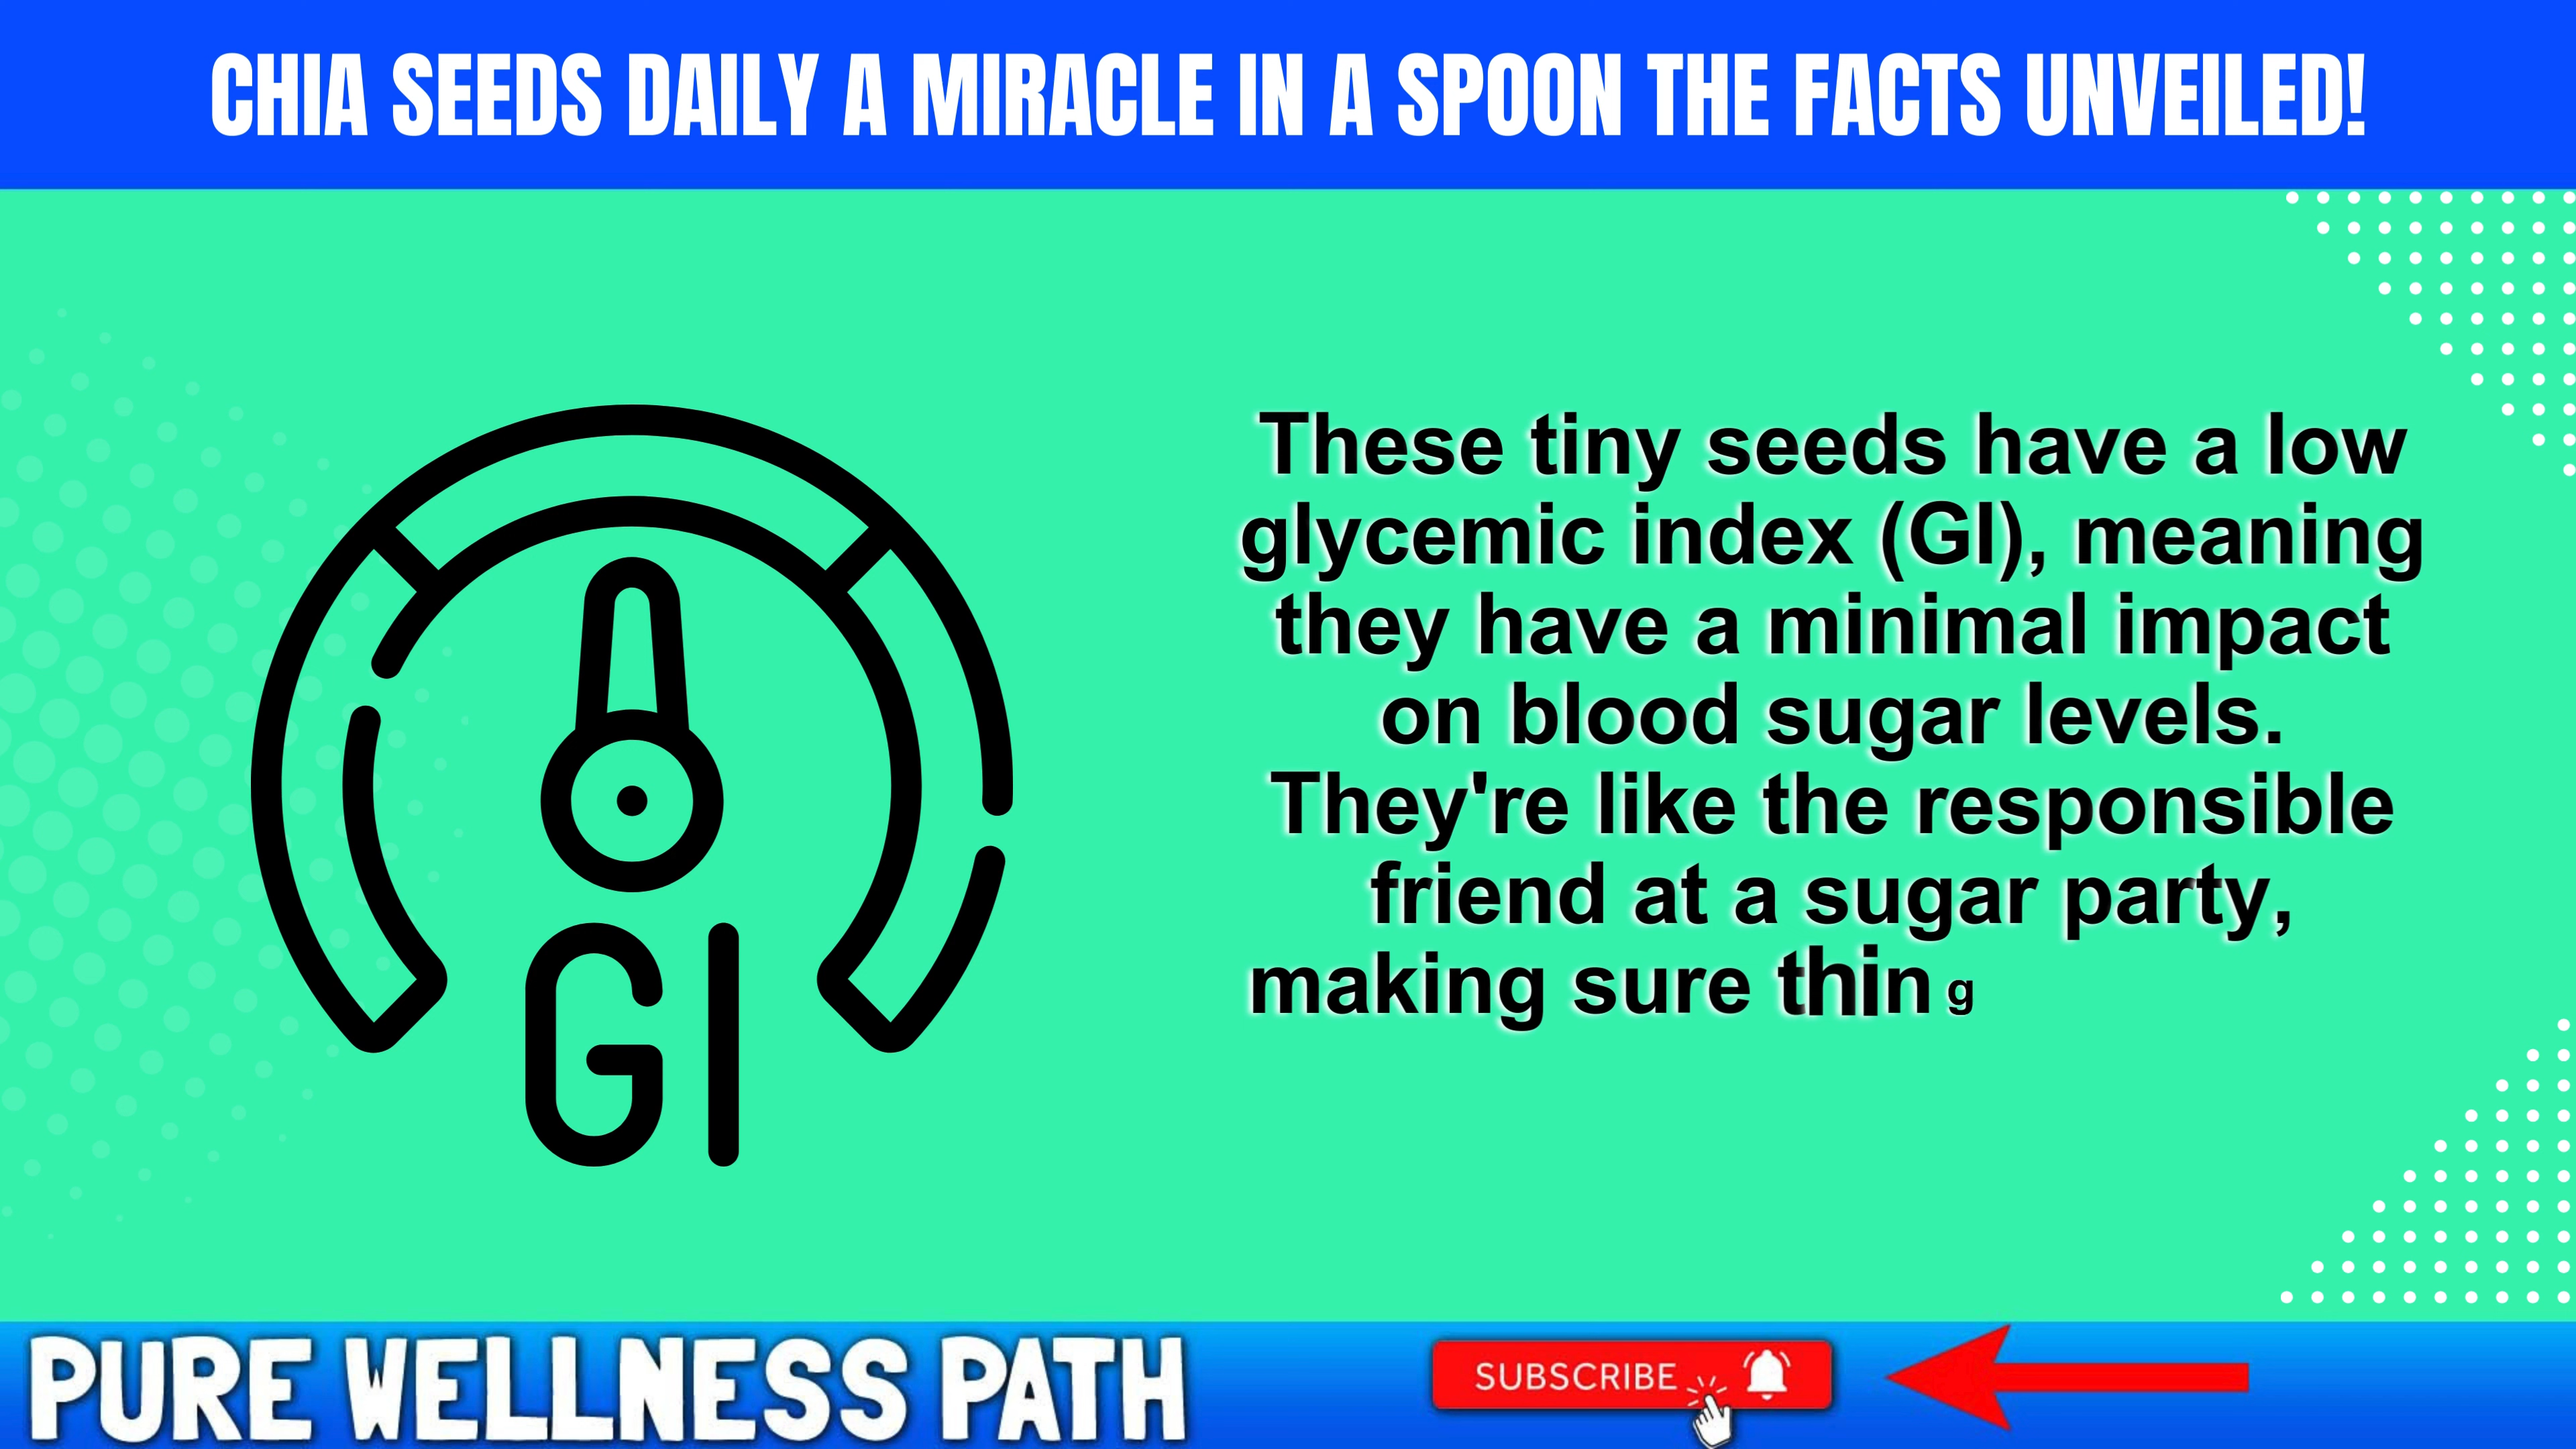 CHIA SEEDS DAILY A MIRACLE IN A SPOON THE FACTS UNVEILED!
GI
These tiny seeds have a low
glycemic index (GI), meaning
they have a minimal impact
on blood sugar levels.
They're like the responsible
friend at a sugar party,
making sure thing
PURE WELLNESS PATH
SUBSCRIBE